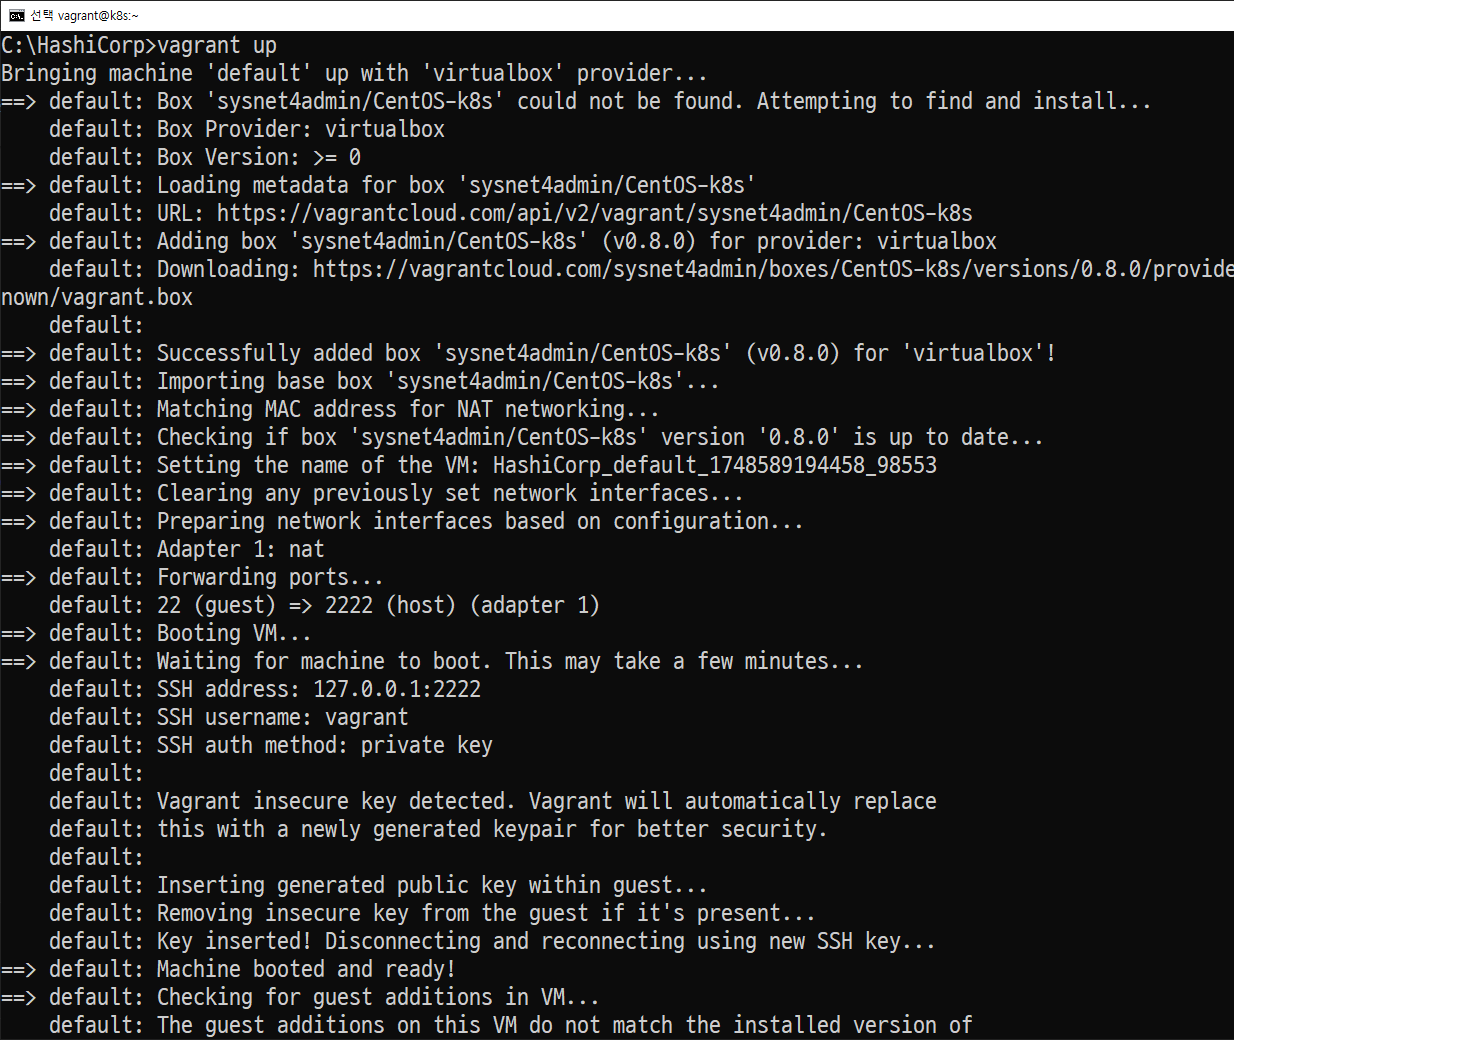 선택 vagrant@k8s:~
C:\HashiCorp>vagrant up
Bringing machine 'default' up with 'virtualbox' provider...
==> default: Box 'sysnet4admin/CentOS-k8s' could not be found. Attempting to find and install...
    default: Box Provider: virtualbox
    default: Box Version: >= 0
==> default: Loading metadata for box 'sysnet4admin/CentOS-k8s'
    default: URL: https://vagrantcloud.com/api/v2/vagrant/sysnet4admin/CentOS-k8s
==> default: Adding box 'sysnet4admin/CentOS-k8s' (v0.8.0) for provider: virtualbox
    default: Downloading: https://vagrantcloud.com/sysnet4admin/boxes/CentOS-k8s/versions/0.8.0/provide
nown/vagrant.box
    default:
==> default: Successfully added box 'sysnet4admin/CentOS-k8s' (v0.8.0) for 'virtualbox'!
==> default: Importing base box 'sysnet4admin/CentOS-k8s'...
==> default: Matching MAC address for NAT networking...
==> default: Checking if box 'sysnet4admin/CentOS-k8s' version '0.8.0' is up to date...
==> default: Setting the name of the VM: HashiCorp_default_1748589194458_98553
==> default: Clearing any previously set network interfaces...
==> default: Preparing network interfaces based on configuration...
    default: Adapter 1: nat
==> default: Forwarding ports...
    default: 22 (guest) => 2222 (host) (adapter 1)
==> default: Booting VM...
==> default: Waiting for machine to boot. This may take a few minutes...
    default: SSH address: 127.0.0.1:2222
    default: SSH username: vagrant
    default: SSH auth method: private key
    default:
    default: Vagrant insecure key detected. Vagrant will automatically replace
    default: this with a newly generated keypair for better security.
    default:
    default: Inserting generated public key within guest...
    default: Removing insecure key from the guest if it's present...
    default: Key inserted! Disconnecting and reconnecting using new SSH key...
==> default: Machine booted and ready!
==> default: Checking for guest additions in VM...
    default: The guest additions on this VM do not match the installed version of